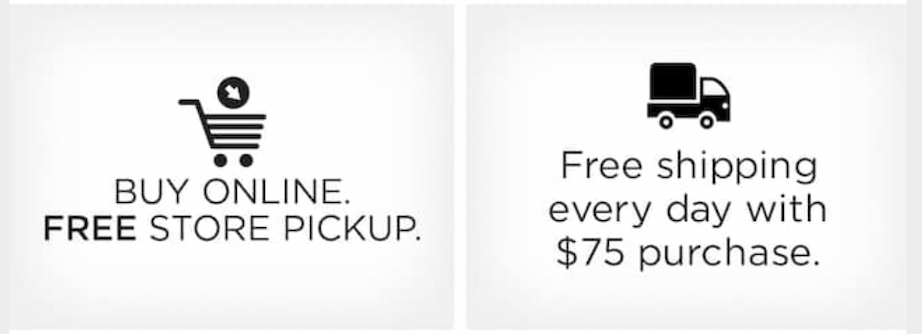 BUY ONLINE.
FREE STORE PICKUP.
Free shipping
every day with
$75 purchase.